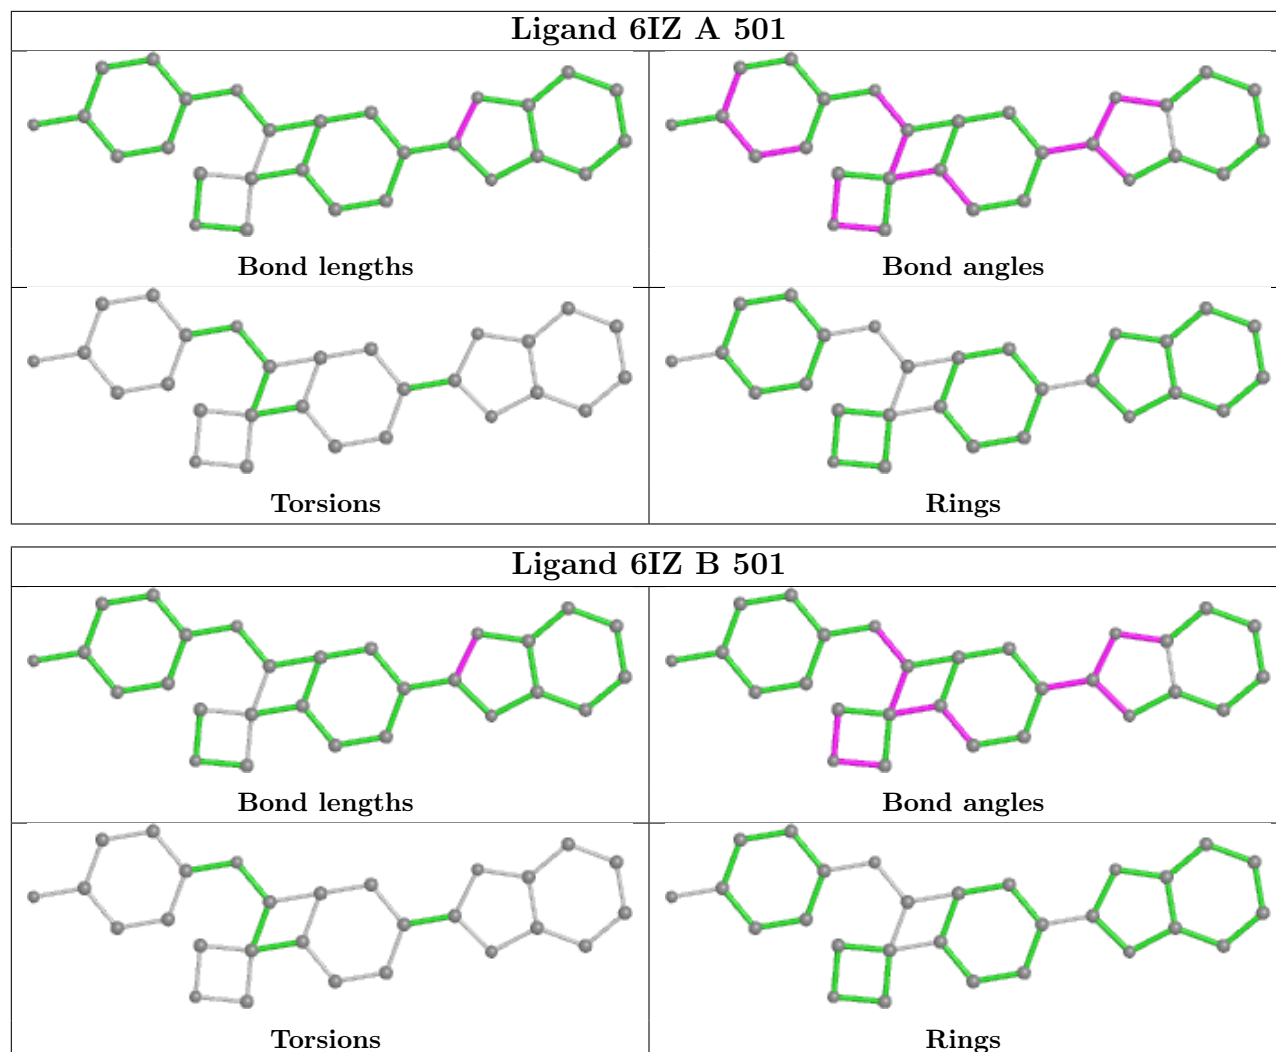 Ligand 6IZ A 501
Bond lengths
Bond angles
Torsions
Rings
Ligand 6IZ B 501
Bond lengths
Bond angles
Torsions
Rings